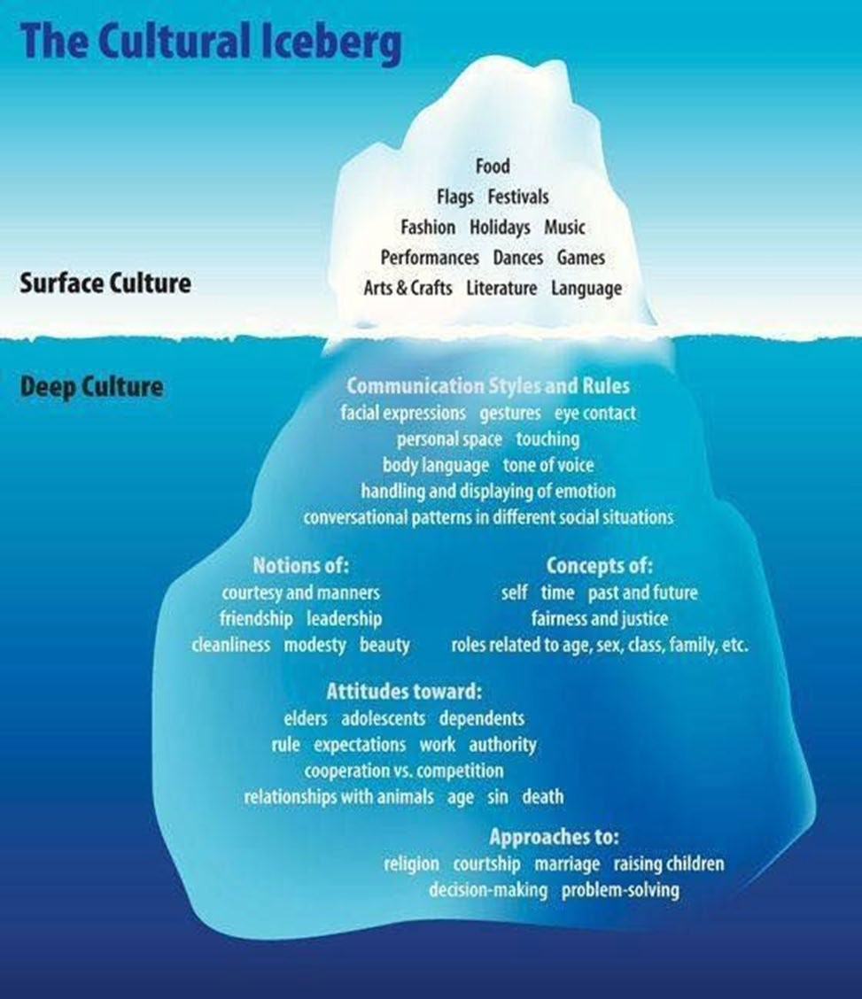 The Cultural Iceberg
Food
Flags Festivals
Fashion Holidays Music
Performances Dances Games
Arts & Crafts Literature Language
Surface Culture
Deep Culture
Communication Styles and Rules
facial expressions gestures eye contact
personal space touching
body language tone of voice
handling and displaying of emotion
conversational patterns in different social situations
Notions of:
courtesy and manners
friendship leadership
cleanliness modesty beauty
Concepts of:
self time past and future
fairness and justice
roles related to age, sex, class, family, etc.
Attitudes toward:
elders adolescents dependents
rule expectations work authority
cooperation vs. competition
relationships with animals age sin death
Approaches to:
religion courtship marriage raising children
decision-making problem-solving